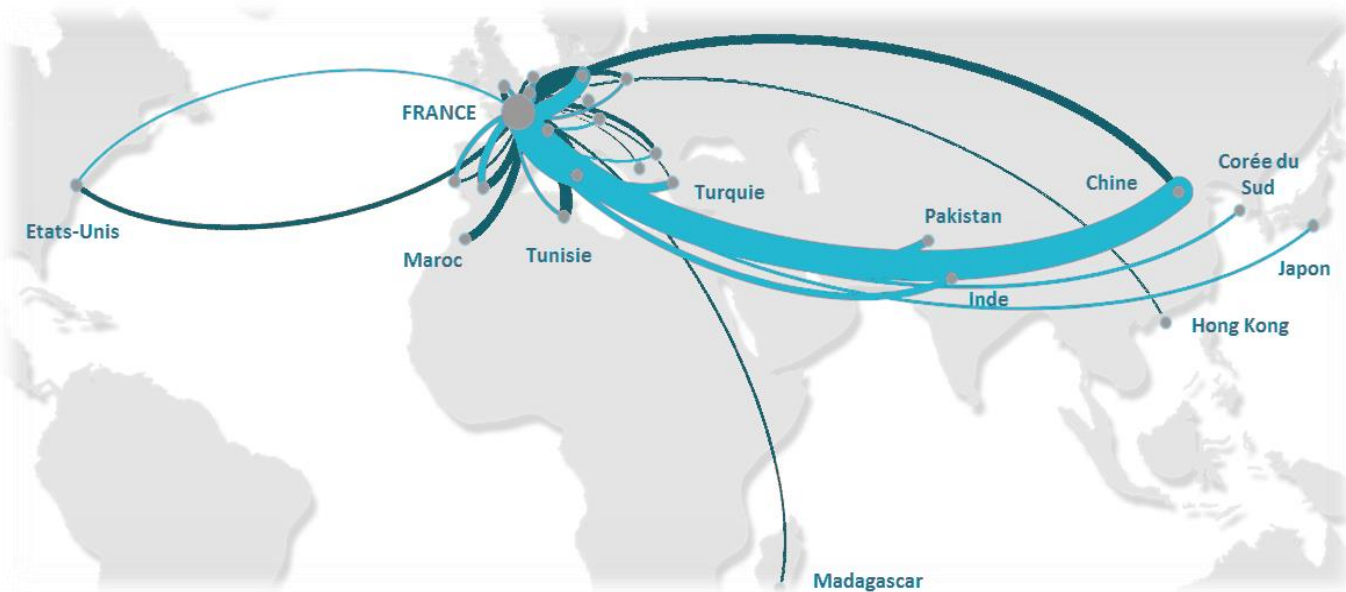 FRANCE
Etats-Unis
Maroc
Tunisie
Turquie
Pakistan
Chine
Corée du
Sud
Inde
Japon
Hong Kong
Madagascar